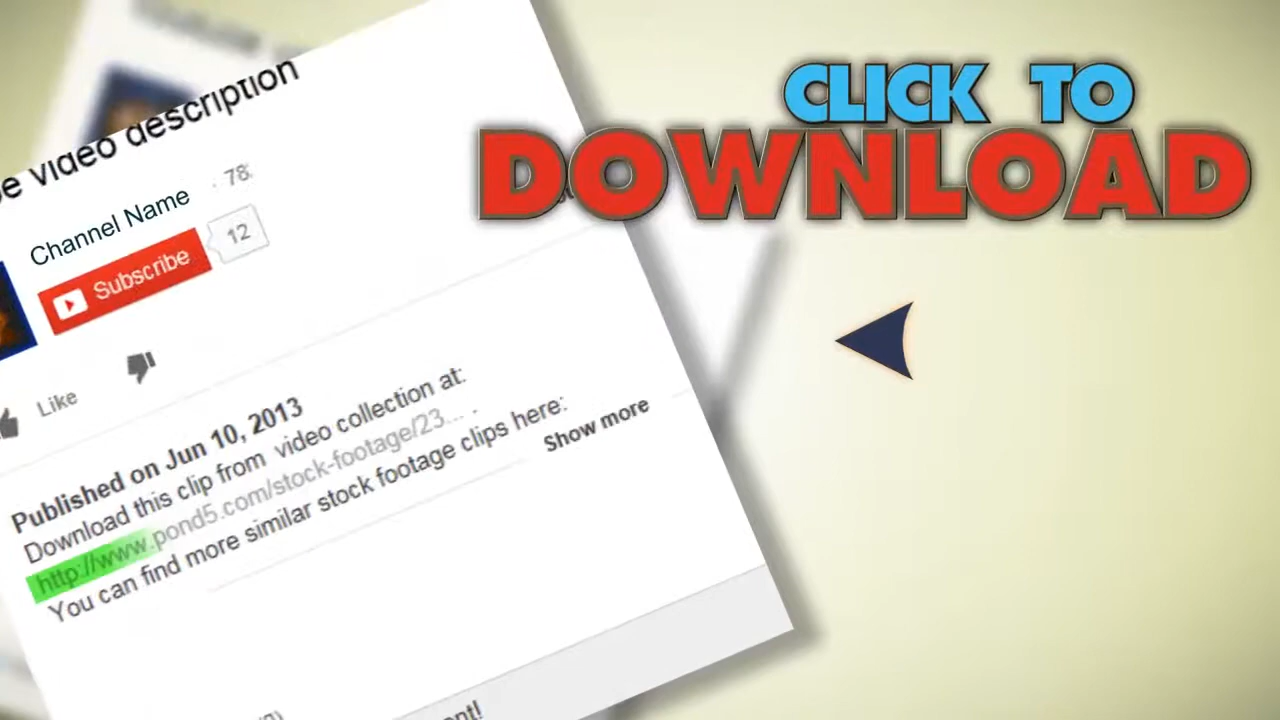 CLICK TO
DOWNLOAD
video description
Channel Name
78
Subscribe
12
Like
Published on Jun 10, 2013
Download this clip from video collection at:
http://www.pond5.com/stock-footage/23...
You can find more similar stock footage clips here:
Show more